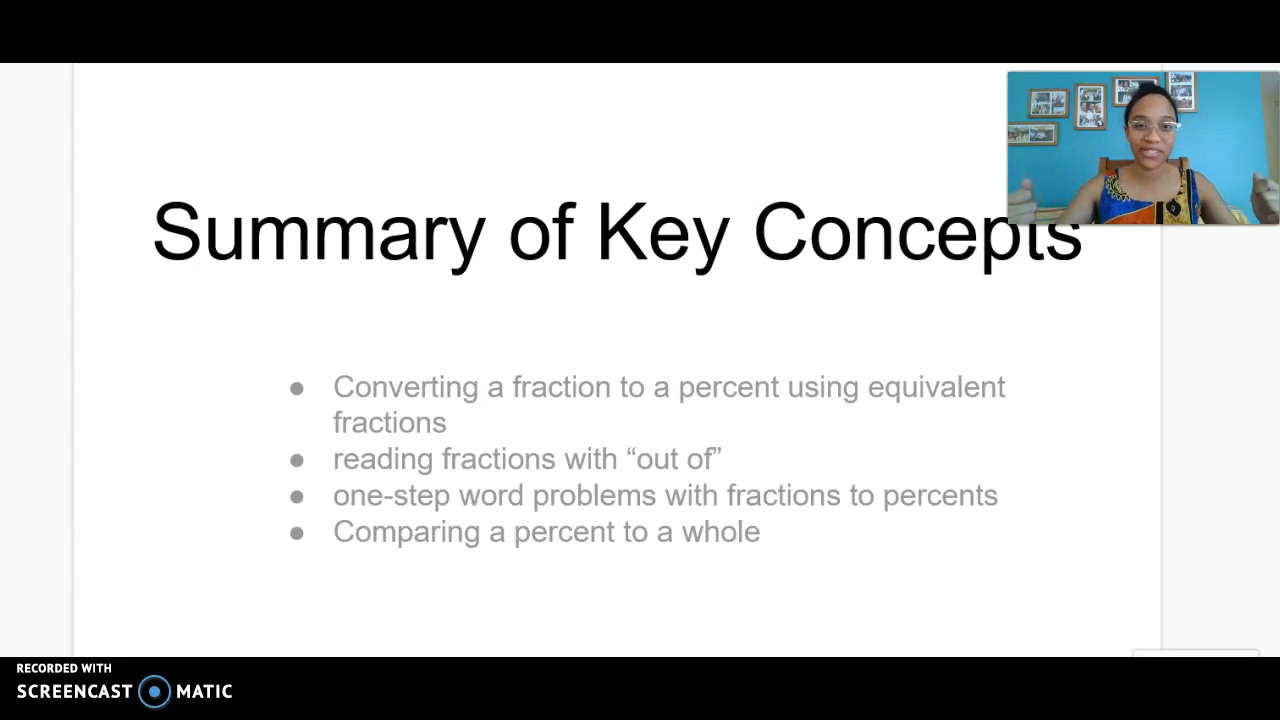 Summary of Key Concepts
● Converting a fraction to a percent using equivalent
fractions
● reading fractions with “out of”
● one-step word problems with fractions to percents
● Comparing a percent to a whole
RECORDED WITH
SCREENCAST MATIC